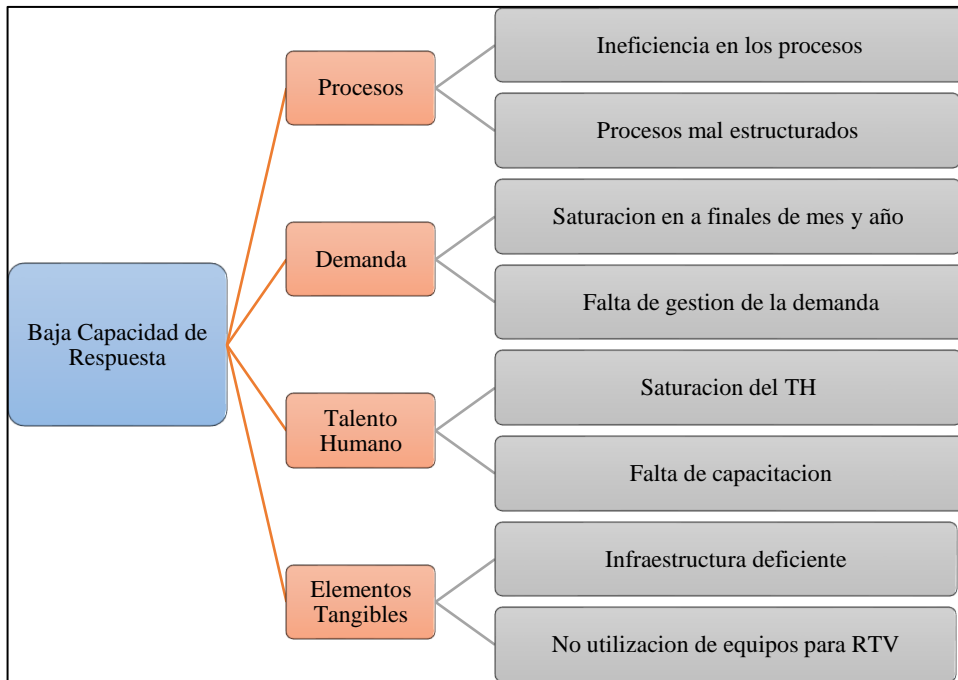 Baja Capacidad de
Respuesta
Procesos
Ineficiencia en los procesos
Procesos mal estructurados
Demanda
Saturacion en a finales de mes y año
Falta de gestion de la demanda
Talento
Humano
Saturacion del TH
Falta de capacitacion
Elementos
Tangibles
Infraestructura deficiente
No utilizacion de equipos para RTV